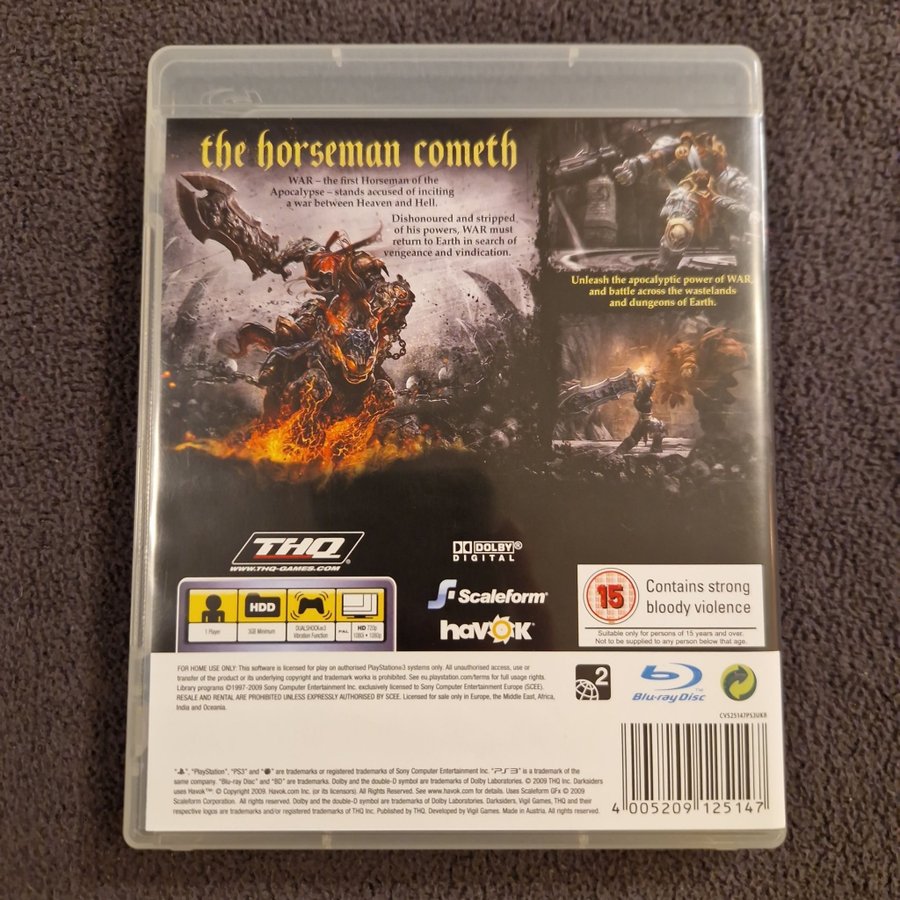 the horseman cometh
WAR – the first Horseman of the
Apocalypse – stands accused of inciting
a war between Heaven and Hell.
Dishonoured and stripped
of his powers, WAR must
return to Earth in search of
vengeance and vindication.
Unleash the apocalyptic power of WAR
and battle across the wastelands
and dungeons of Earth.
THQ®
WWW.THQ-GAMES.COM
DOLBY®
DIGITAL
Scaleform®
havok™
1 Player
HDD
3GB Minimum
DUALSHOCK®3
Vibration Function
PAL
HD 720p
1080i • 1080p
15
Contains strong
bloody violence
Suitable only for persons of 15 years and over.
Not to be supplied to any person below that age.
FOR HOME USE ONLY: This software is licensed for play on authorised PlayStation®3 systems only. All unauthorised access, use or
transfer of the product or its underlying copyright and trademark works is prohibited. See eu.playstation.com/terms for full usage rights.
Library programs ©1997-2009 Sony Computer Entertainment Inc. exclusively licensed to Sony Computer Entertainment Europe (SCEE).
RESALE AND RENTAL ARE PROHIBITED UNLESS EXPRESSLY AUTHORISED BY SCEE. Licensed for sale only in Europe, the Middle East, Africa,
India and Oceania.
2
Blu-ray Disc™
CVS25147PS3UKB
", "PlayStation", "PS3" and " " are trademarks or registered trademarks of Sony Computer Entertainment Inc. "PS3" is a trademark of the
same company. "Blu-ray Disc" and "BD" are trademarks. Dolby and the double-D symbol are trademarks of Dolby Laboratories. © 2009 THQ Inc. Darksiders
uses Havok™: © Copyright 2009. Havok.com Inc. (or its licensors). All Rights Reserved. See www.havok.com for details. Uses Scaleform GFx © 2009
Scaleform Corporation. All rights reserved. Dolby and the double-D symbol are trademarks of Dolby Laboratories. Darksiders, Vigil Games, THQ and their
respective logos are trademarks and/or registered trademarks of THQ Inc. Published by THQ. Developed by Vigil Games. Made in Austria. All rights reserved.
4 005209 125147